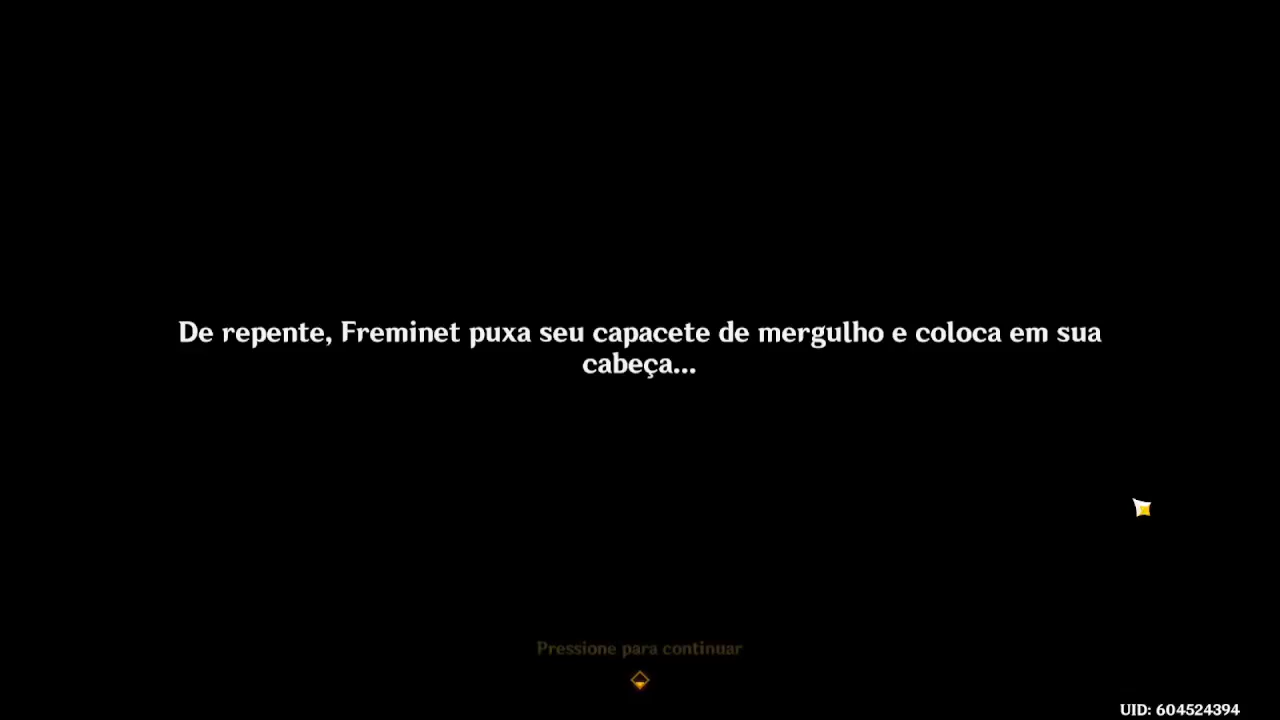 De repente, Freminet puxa seu capacete de mergulho e coloca em sua
cabeça...
Pressione para continuar
UID: 604524394